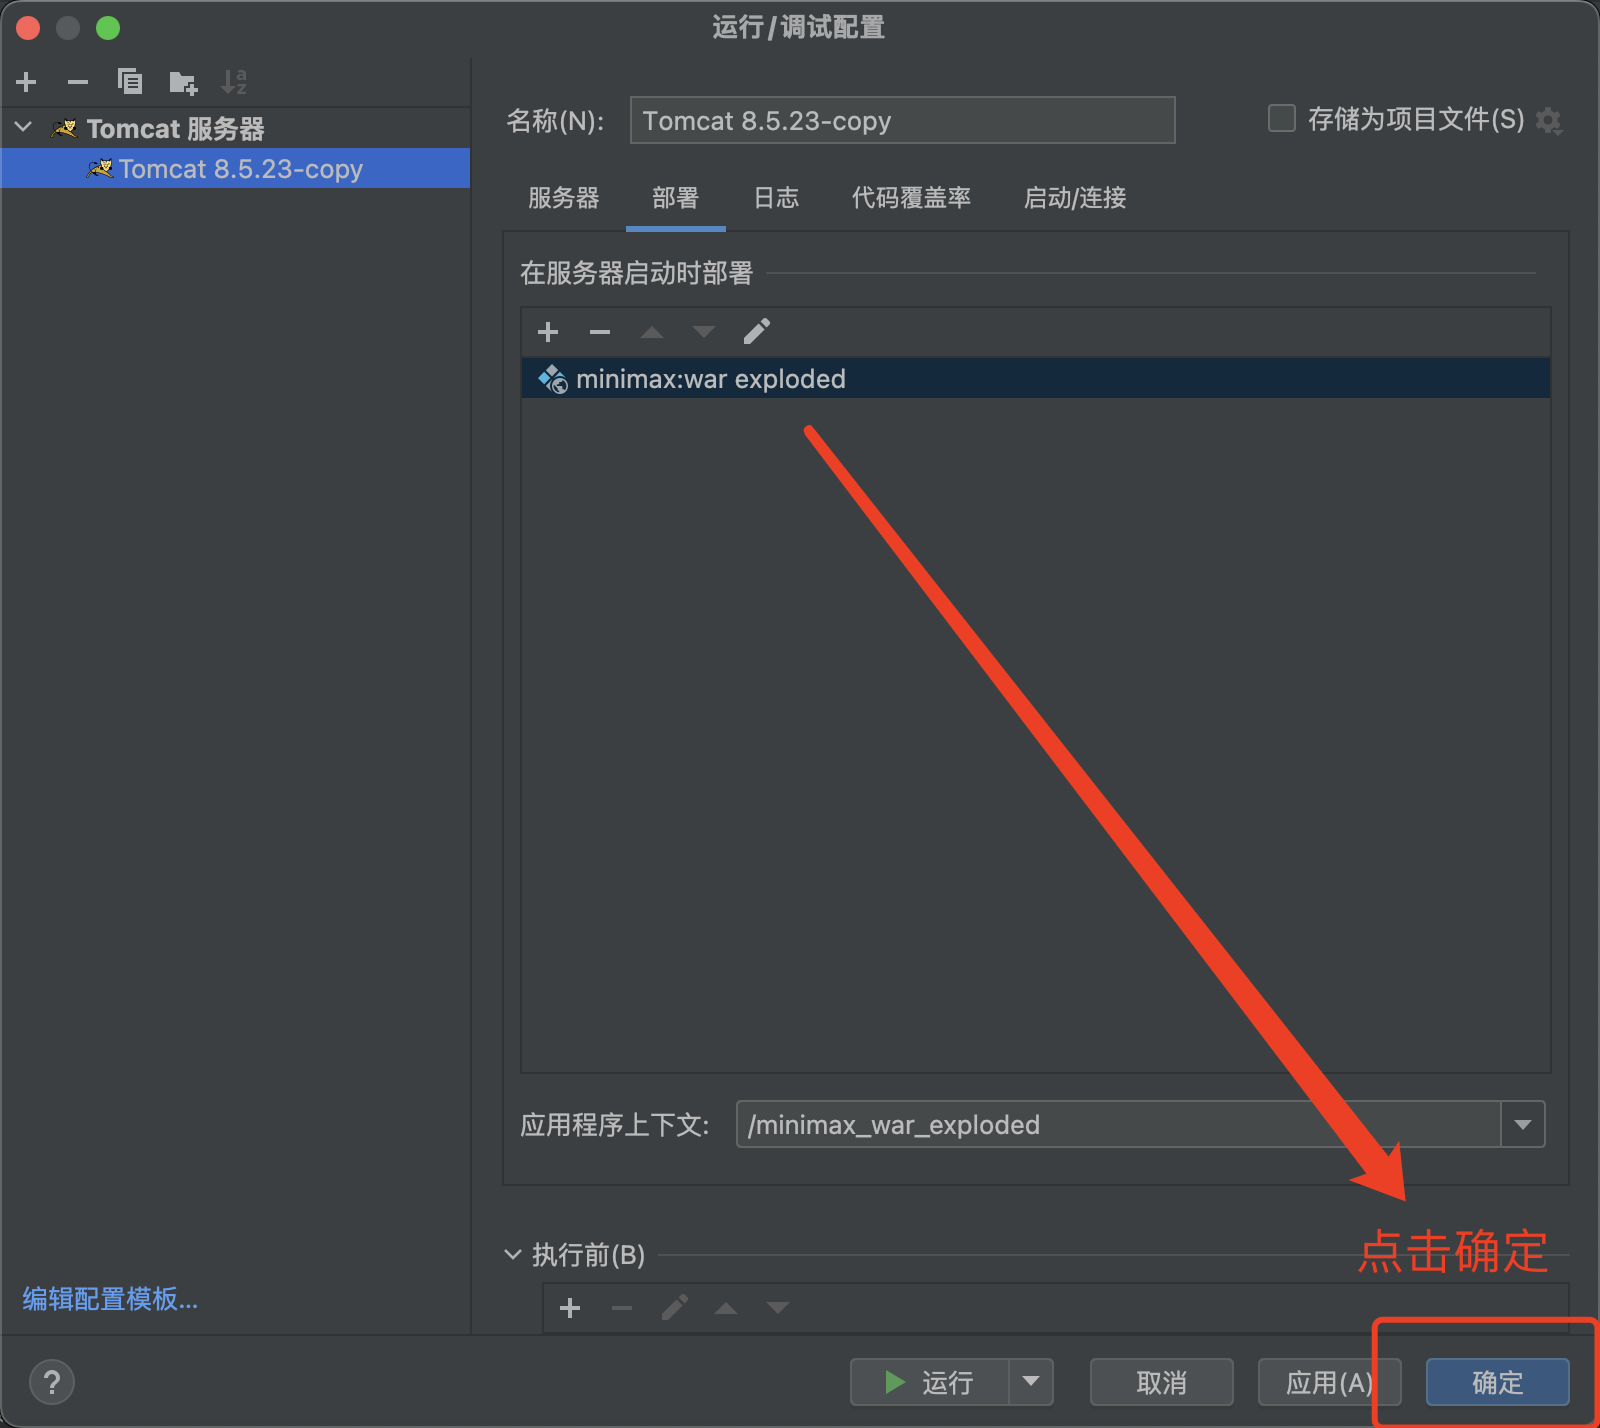 运行/调试配置
Tomcat 服务器
Tomcat 8.5.23-copy
名称(N):
Tomcat 8.5.23-copy
存储为项目文件(S)
服务器
部署
日志
代码覆盖率
启动/连接
在服务器启动时部署
minimax:war exploded
应用程序上下文:
/minimax_war_exploded
点击确定
执行前(B)
编辑配置模板...
?
运行
取消
应用(A)
确定